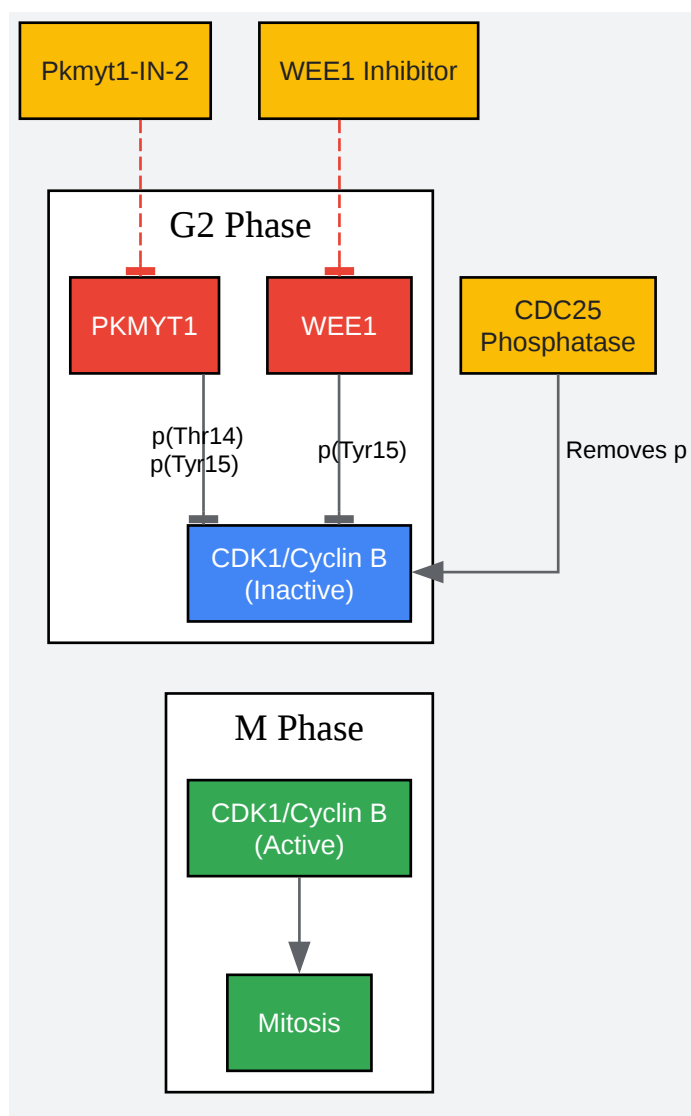 Pkmyt1-IN-2
WEE1 Inhibitor
G2 Phase
PKMYT1
WEE1
CDC25
Phosphatase
p(Thr14)
p(Tyr15)
p(Tyr15)
Removes p
CDK1/Cyclin B
(Inactive)
M Phase
CDK1/Cyclin B
(Active)
Mitosis